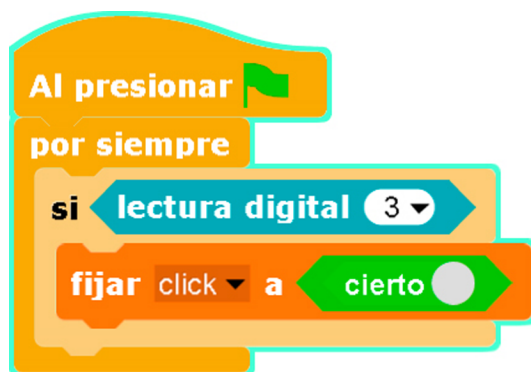 Al presionar
por siempre
si lectura digital 3
fijar click a cierto